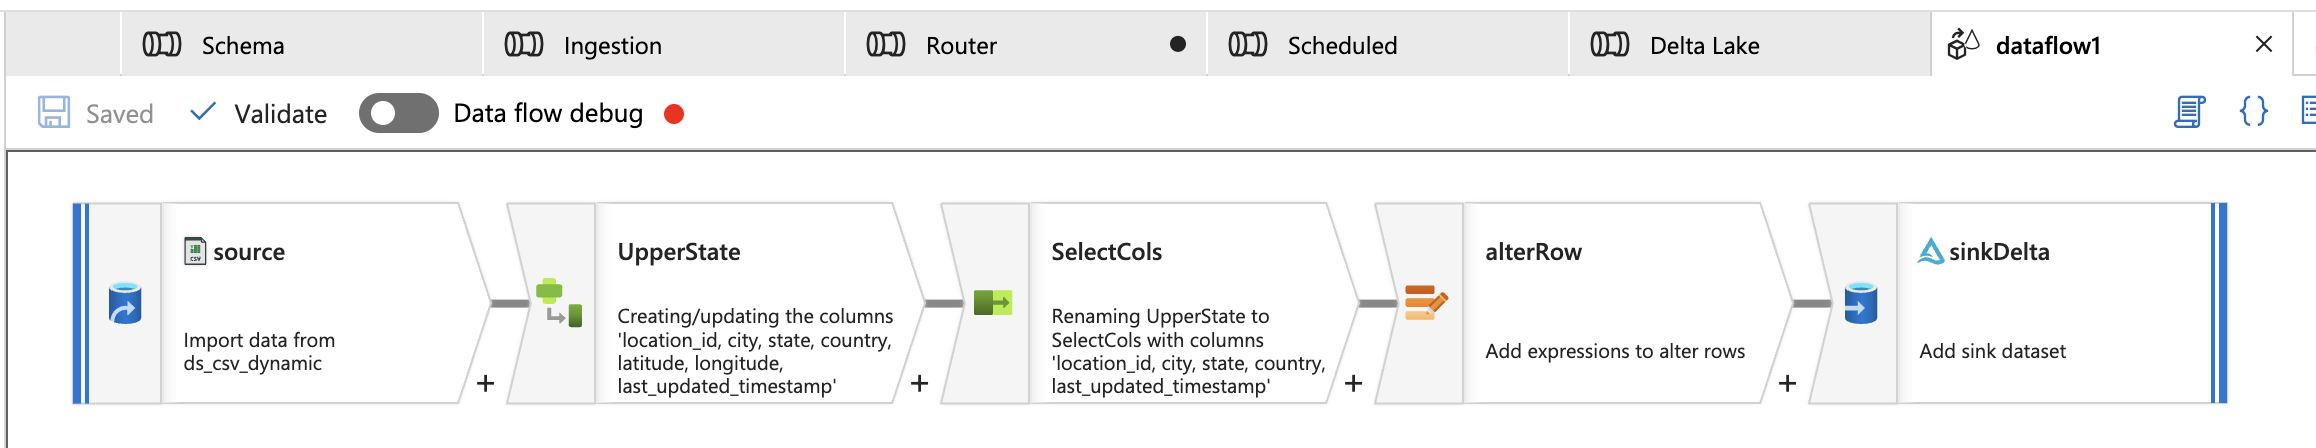 Schema
Ingestion
Router
Scheduled
Delta Lake
dataflow1
Saved
Validate
Data flow debug
{}
CSV
source
Import data from
ds_csv_dynamic
+
UpperState
Creating/updating the columns
'location_id, city, state, country,
latitude, longitude,
last_updated_timestamp'
+
SelectCols
Renaming UpperState to
SelectCols with columns
'location_id, city, state, country,
last_updated_timestamp'
+
alterRow
Add expressions to alter rows
+
sinkDelta
Add sink dataset